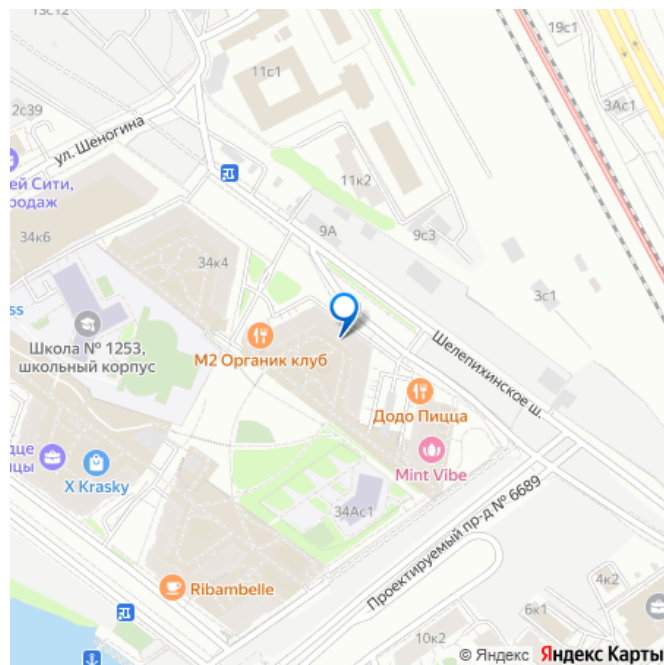 19с1
11с1
3Ас1
2с39
ул. Шеногина
ей Сити,
родаж
11к2
34к6
9А
9с3
34к4
3с1
ss
Школа № 1253,
школьный корпус
М2 Органик клуб
Шелепихинское ш.
Додо Пицца
дце
цы
X Krasky
Mint Vibe
34Ас1
Проектируемый пр-д № 6689
Ribambelle
4к2
6к1
10к2
© Яндекс Яндекс Карты